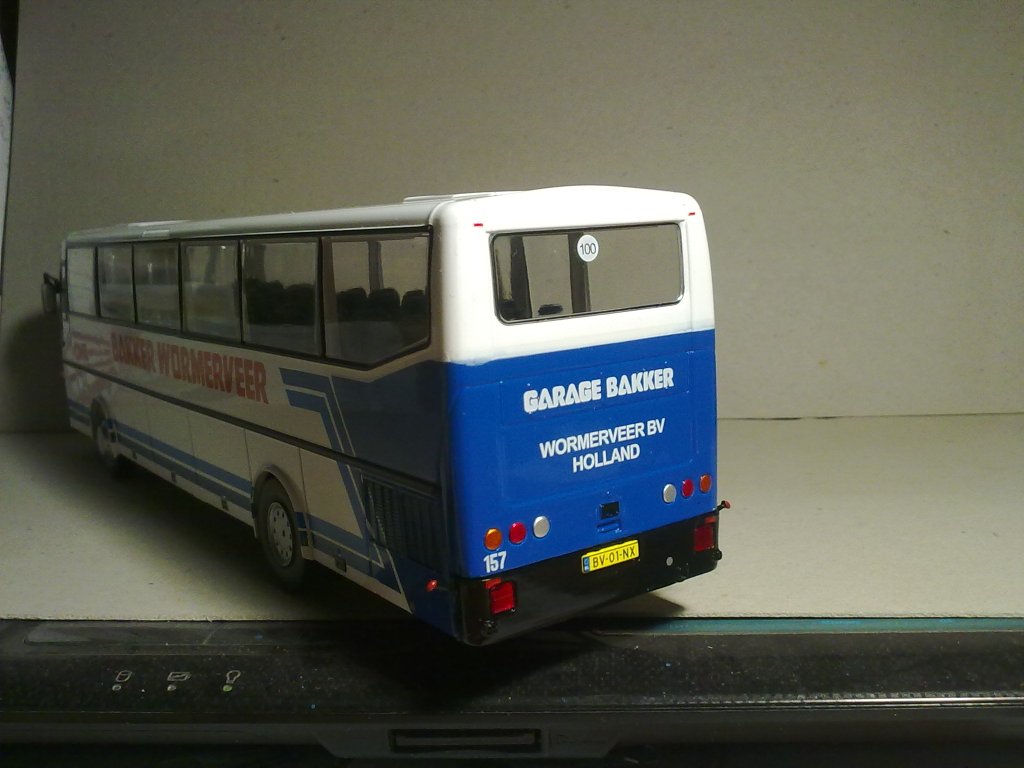 100
BAKKER WORMERVEER
GARAGE BAKKER
WORMERVEER BV
HOLLAND
157
BV-01-NX